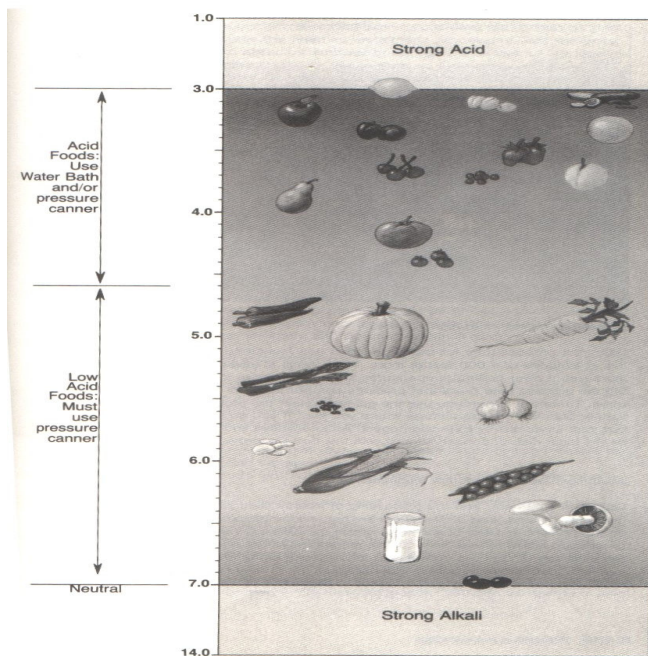 1.0
Strong Acid
3.0
Acid
Foods:
Use
Water Bath
and/or
pressure
canner
4.0
5.0
Low
Acid
Foods:
Must
use
pressure
canner
6.0
7.0
Neutral
Strong Alkali
14.0